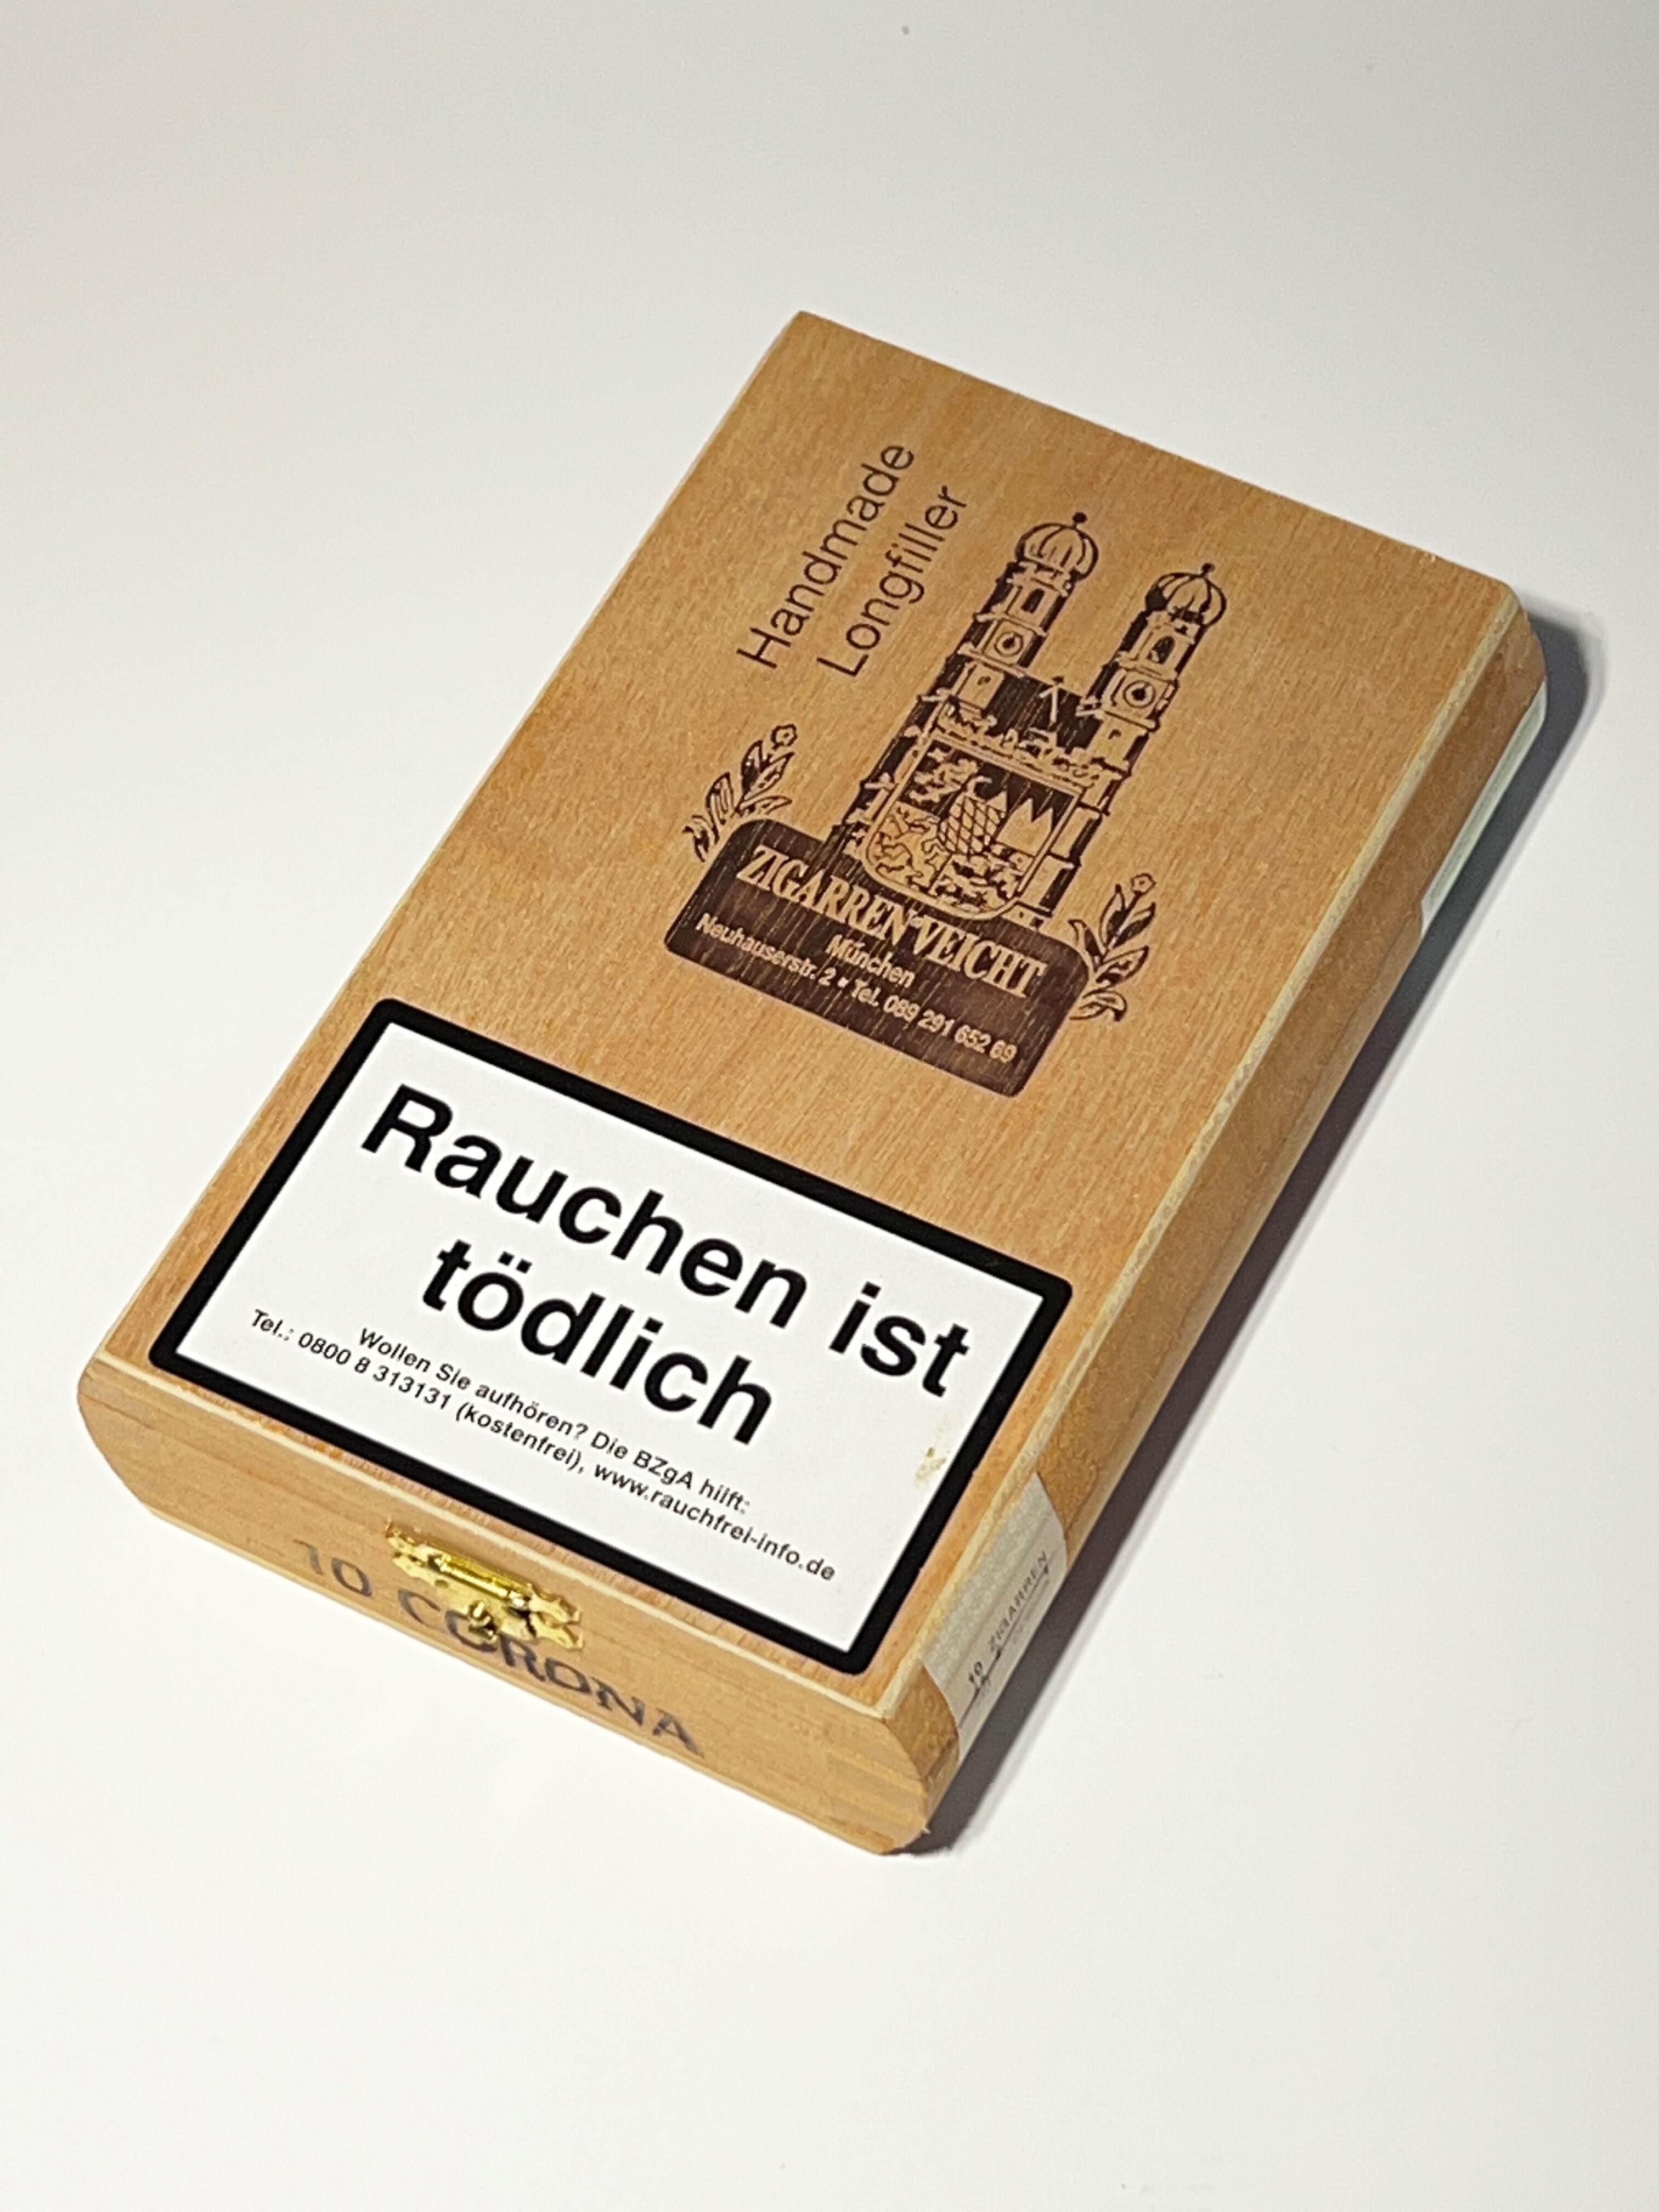 Handmade
Longfiller
ZIGARREN VEICHT
München
Neuhauserstr. 2 • Tel. 089 291 652 69
Rauchen ist
tödlich
Wollen Sie aufhören? Die BZgA hilft:
Tel.: 0800 8 313131 (kostenfrei), www.rauchfrei-info.de
10 CORONA
10 ZIGARREN